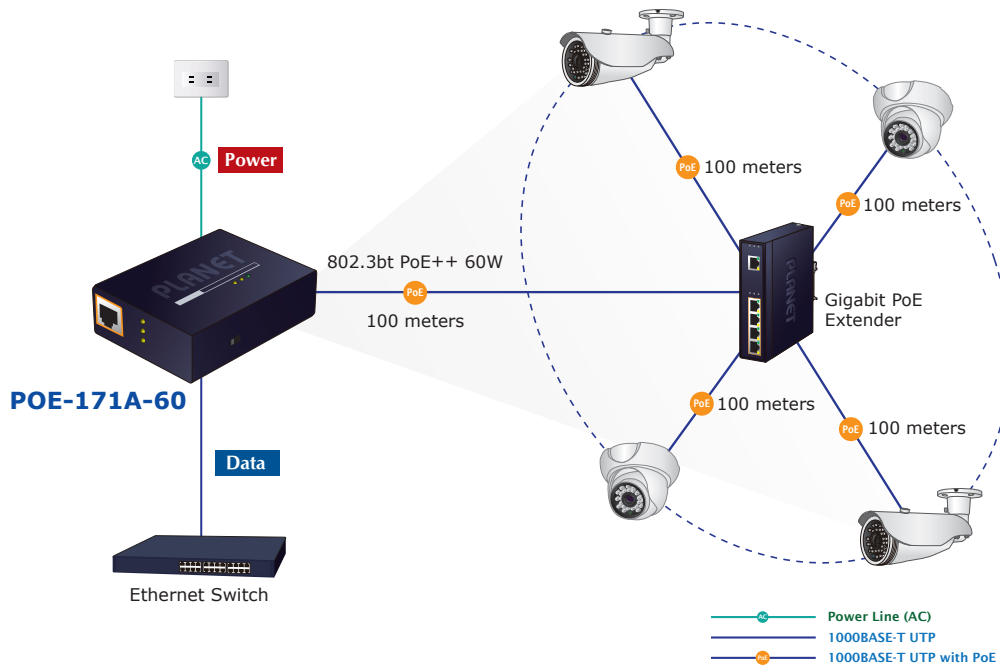 AC Power
PoE 100 meters
PoE 100 meters
802.3bt PoE++ 60W
PoE
100 meters
PLANET
PLANET
Gigabit PoE
Extender
POE-171A-60
PoE 100 meters
PoE 100 meters
Data
Ethernet Switch
AC Power Line (AC)
1000BASE-T UTP
PoE 1000BASE-T UTP with PoE